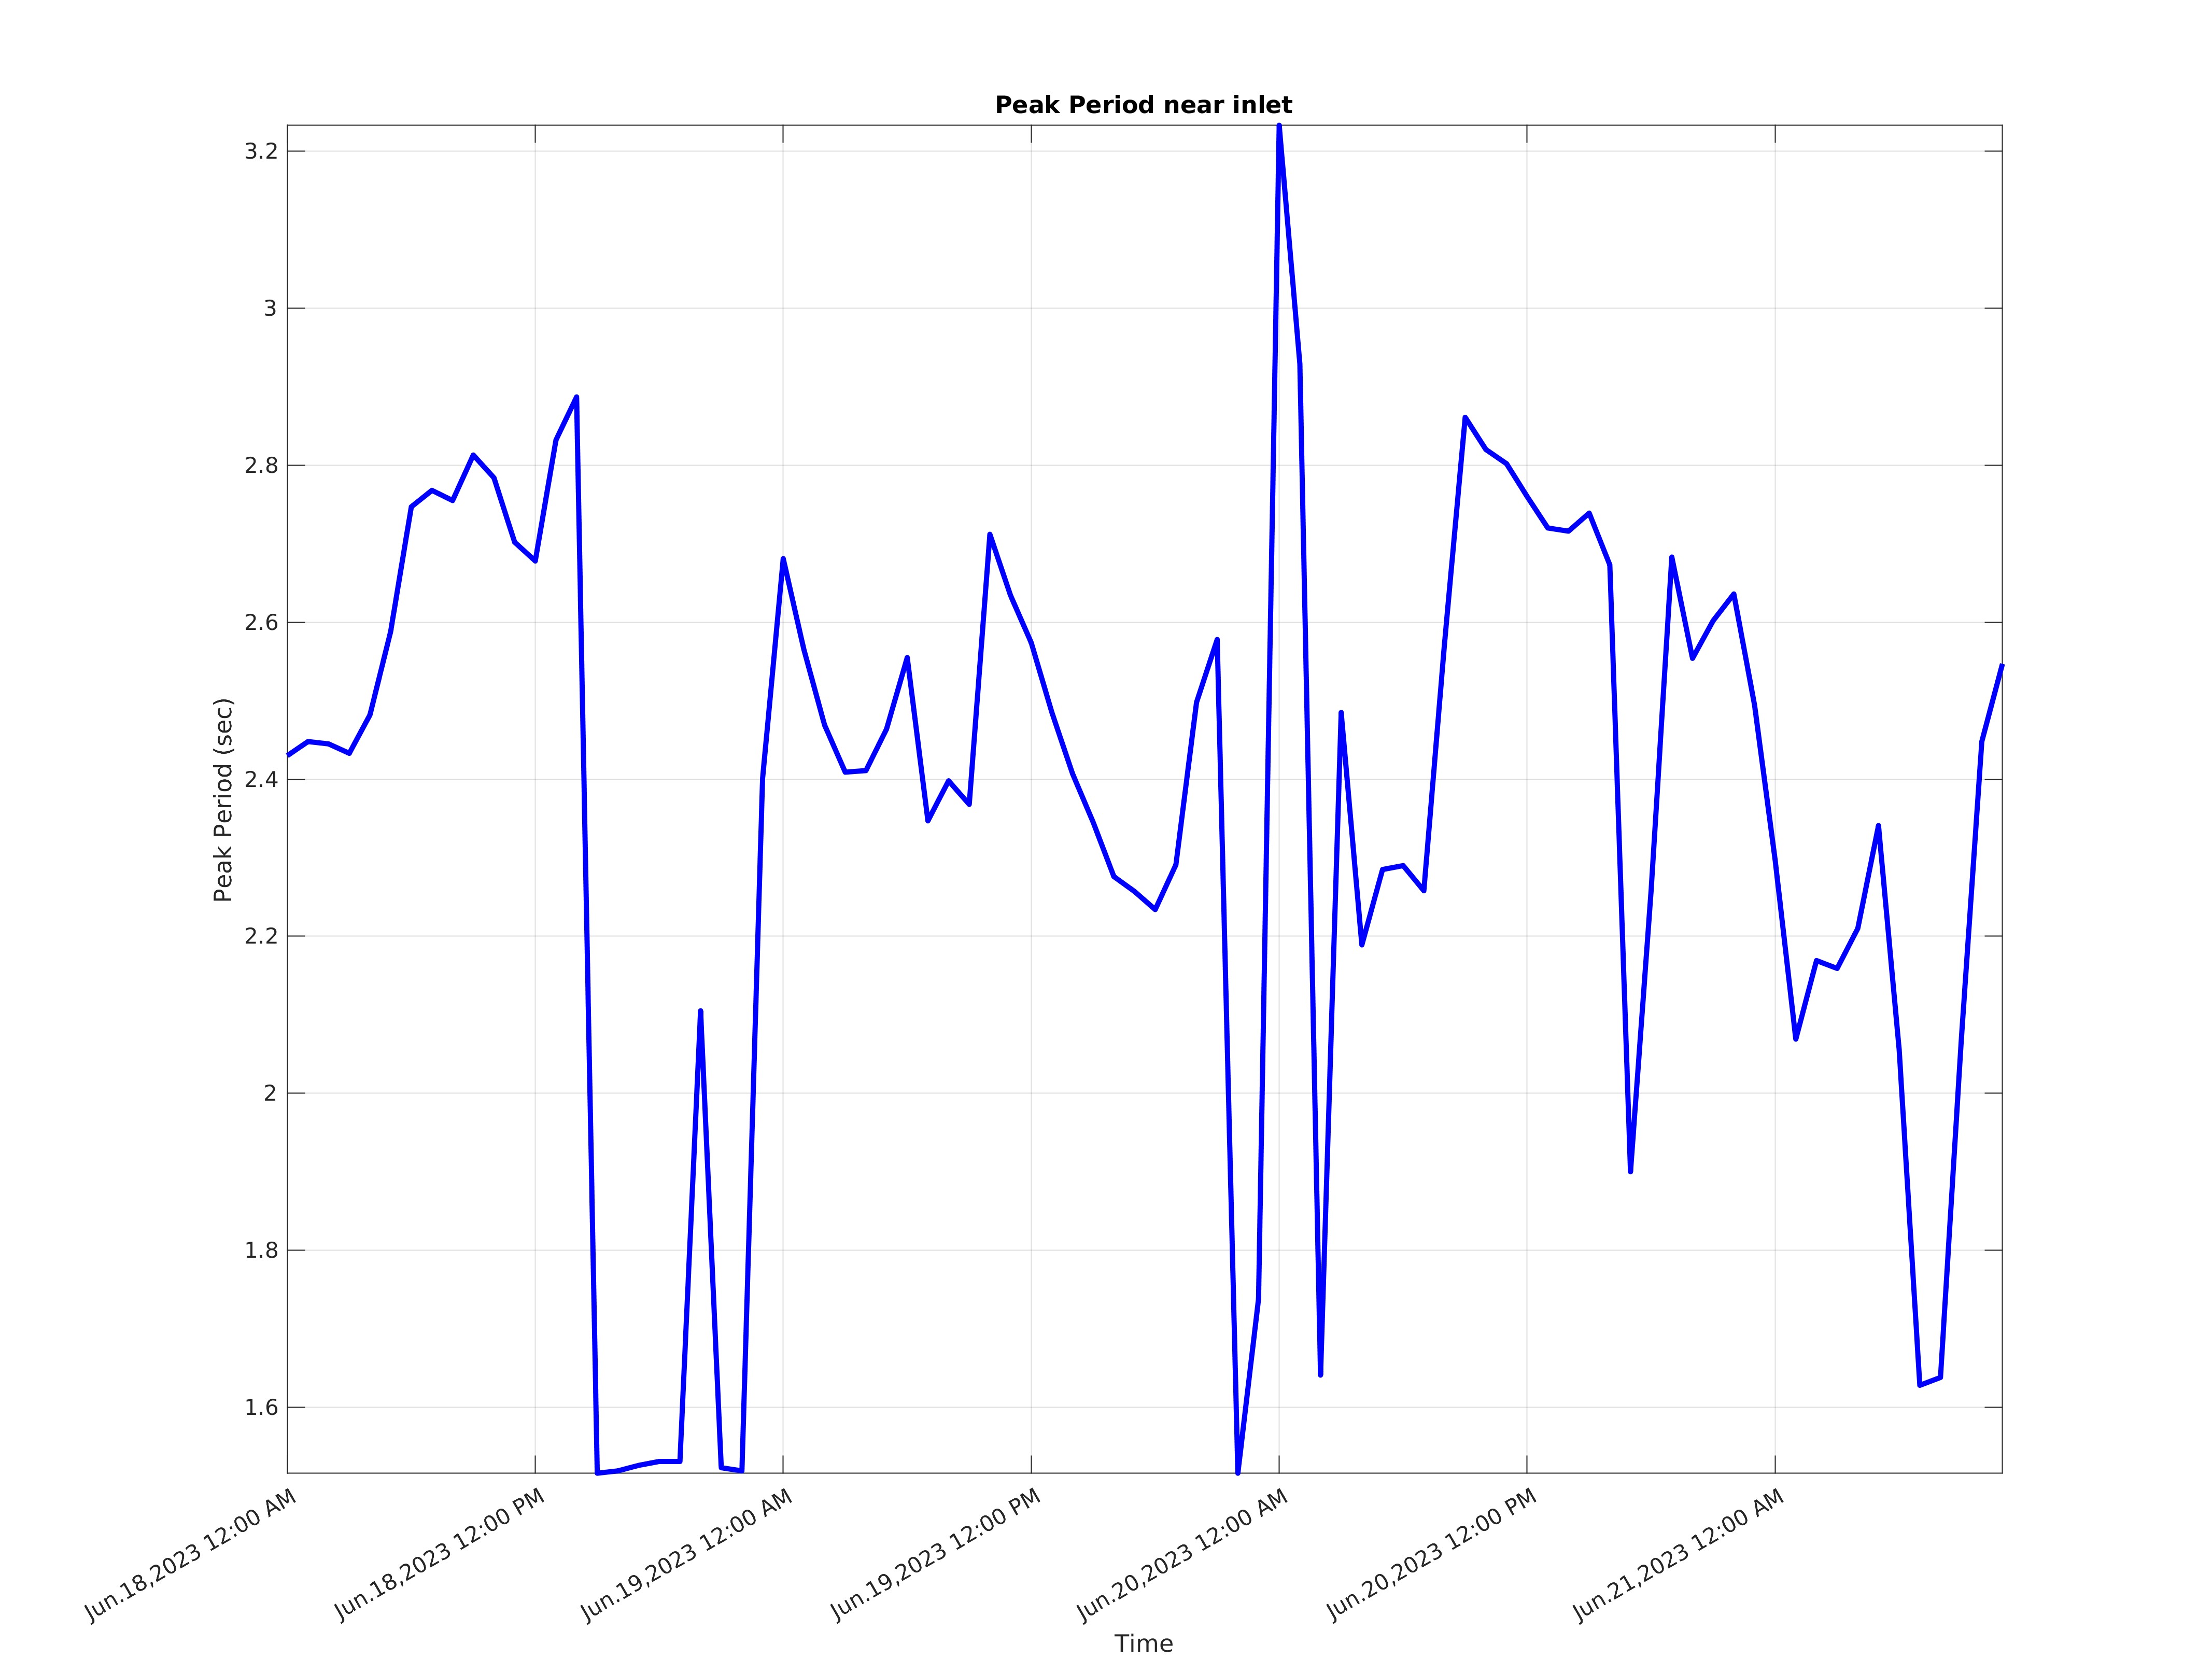 Peak Period near inlet
3.2
3
2.8
2.6
2.4
2.2
2
1.8
1.6
Peak Period (sec)
Jun.18,2023 12:00 AM
Jun.18,2023 12:00 PM
Jun.19,2023 12:00 AM
Jun.19,2023 12:00 PM
Jun.20,2023 12:00 AM
Jun.20,2023 12:00 PM
Jun.21,2023 12:00 AM
Time